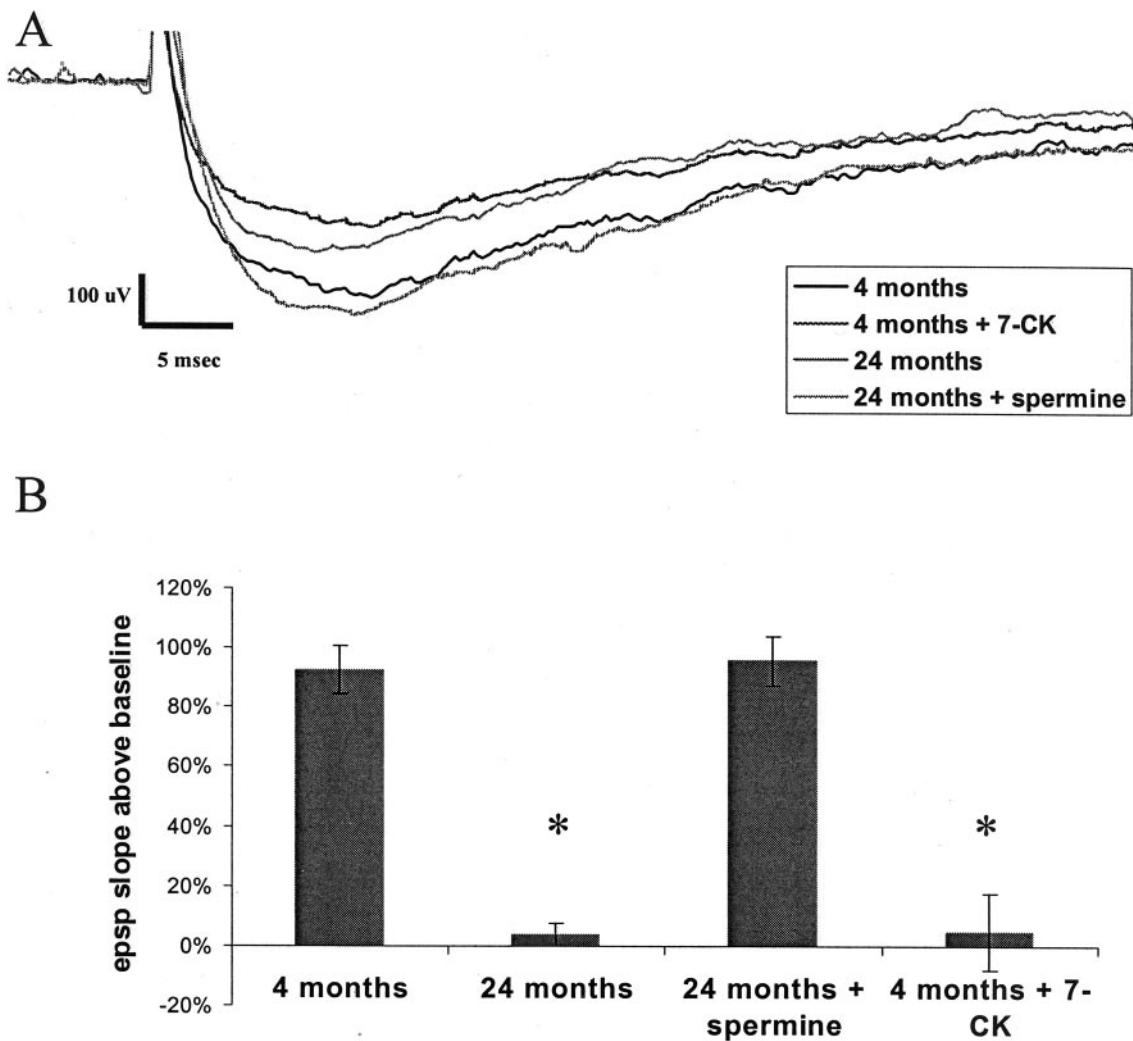 A
100 uV
5 msec
4 months
4 months + 7-CK
24 months
24 months + spermine
B
epsp slope above baseline
120%
100%
80%
60%
40%
20%
0%
-20%
*
*
4 months
24 months
24 months +
spermine
4 months + 7-
CK